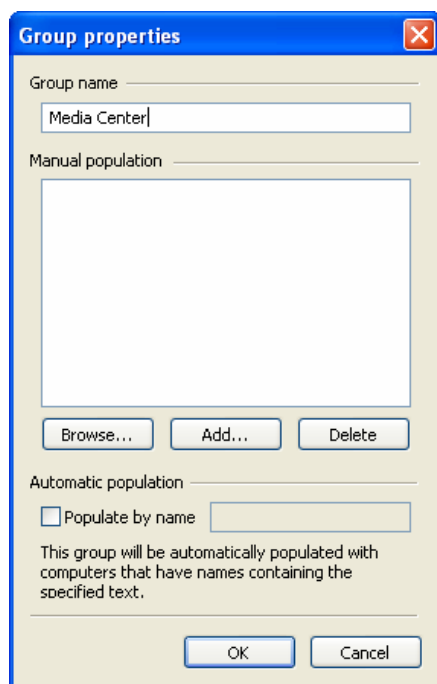 Group properties
Group name
Media Center
Manual population
Browse... Add... Delete
Automatic population
Populate by name
This group will be automatically populated with
computers that have names containing the
specified text.
OK Cancel